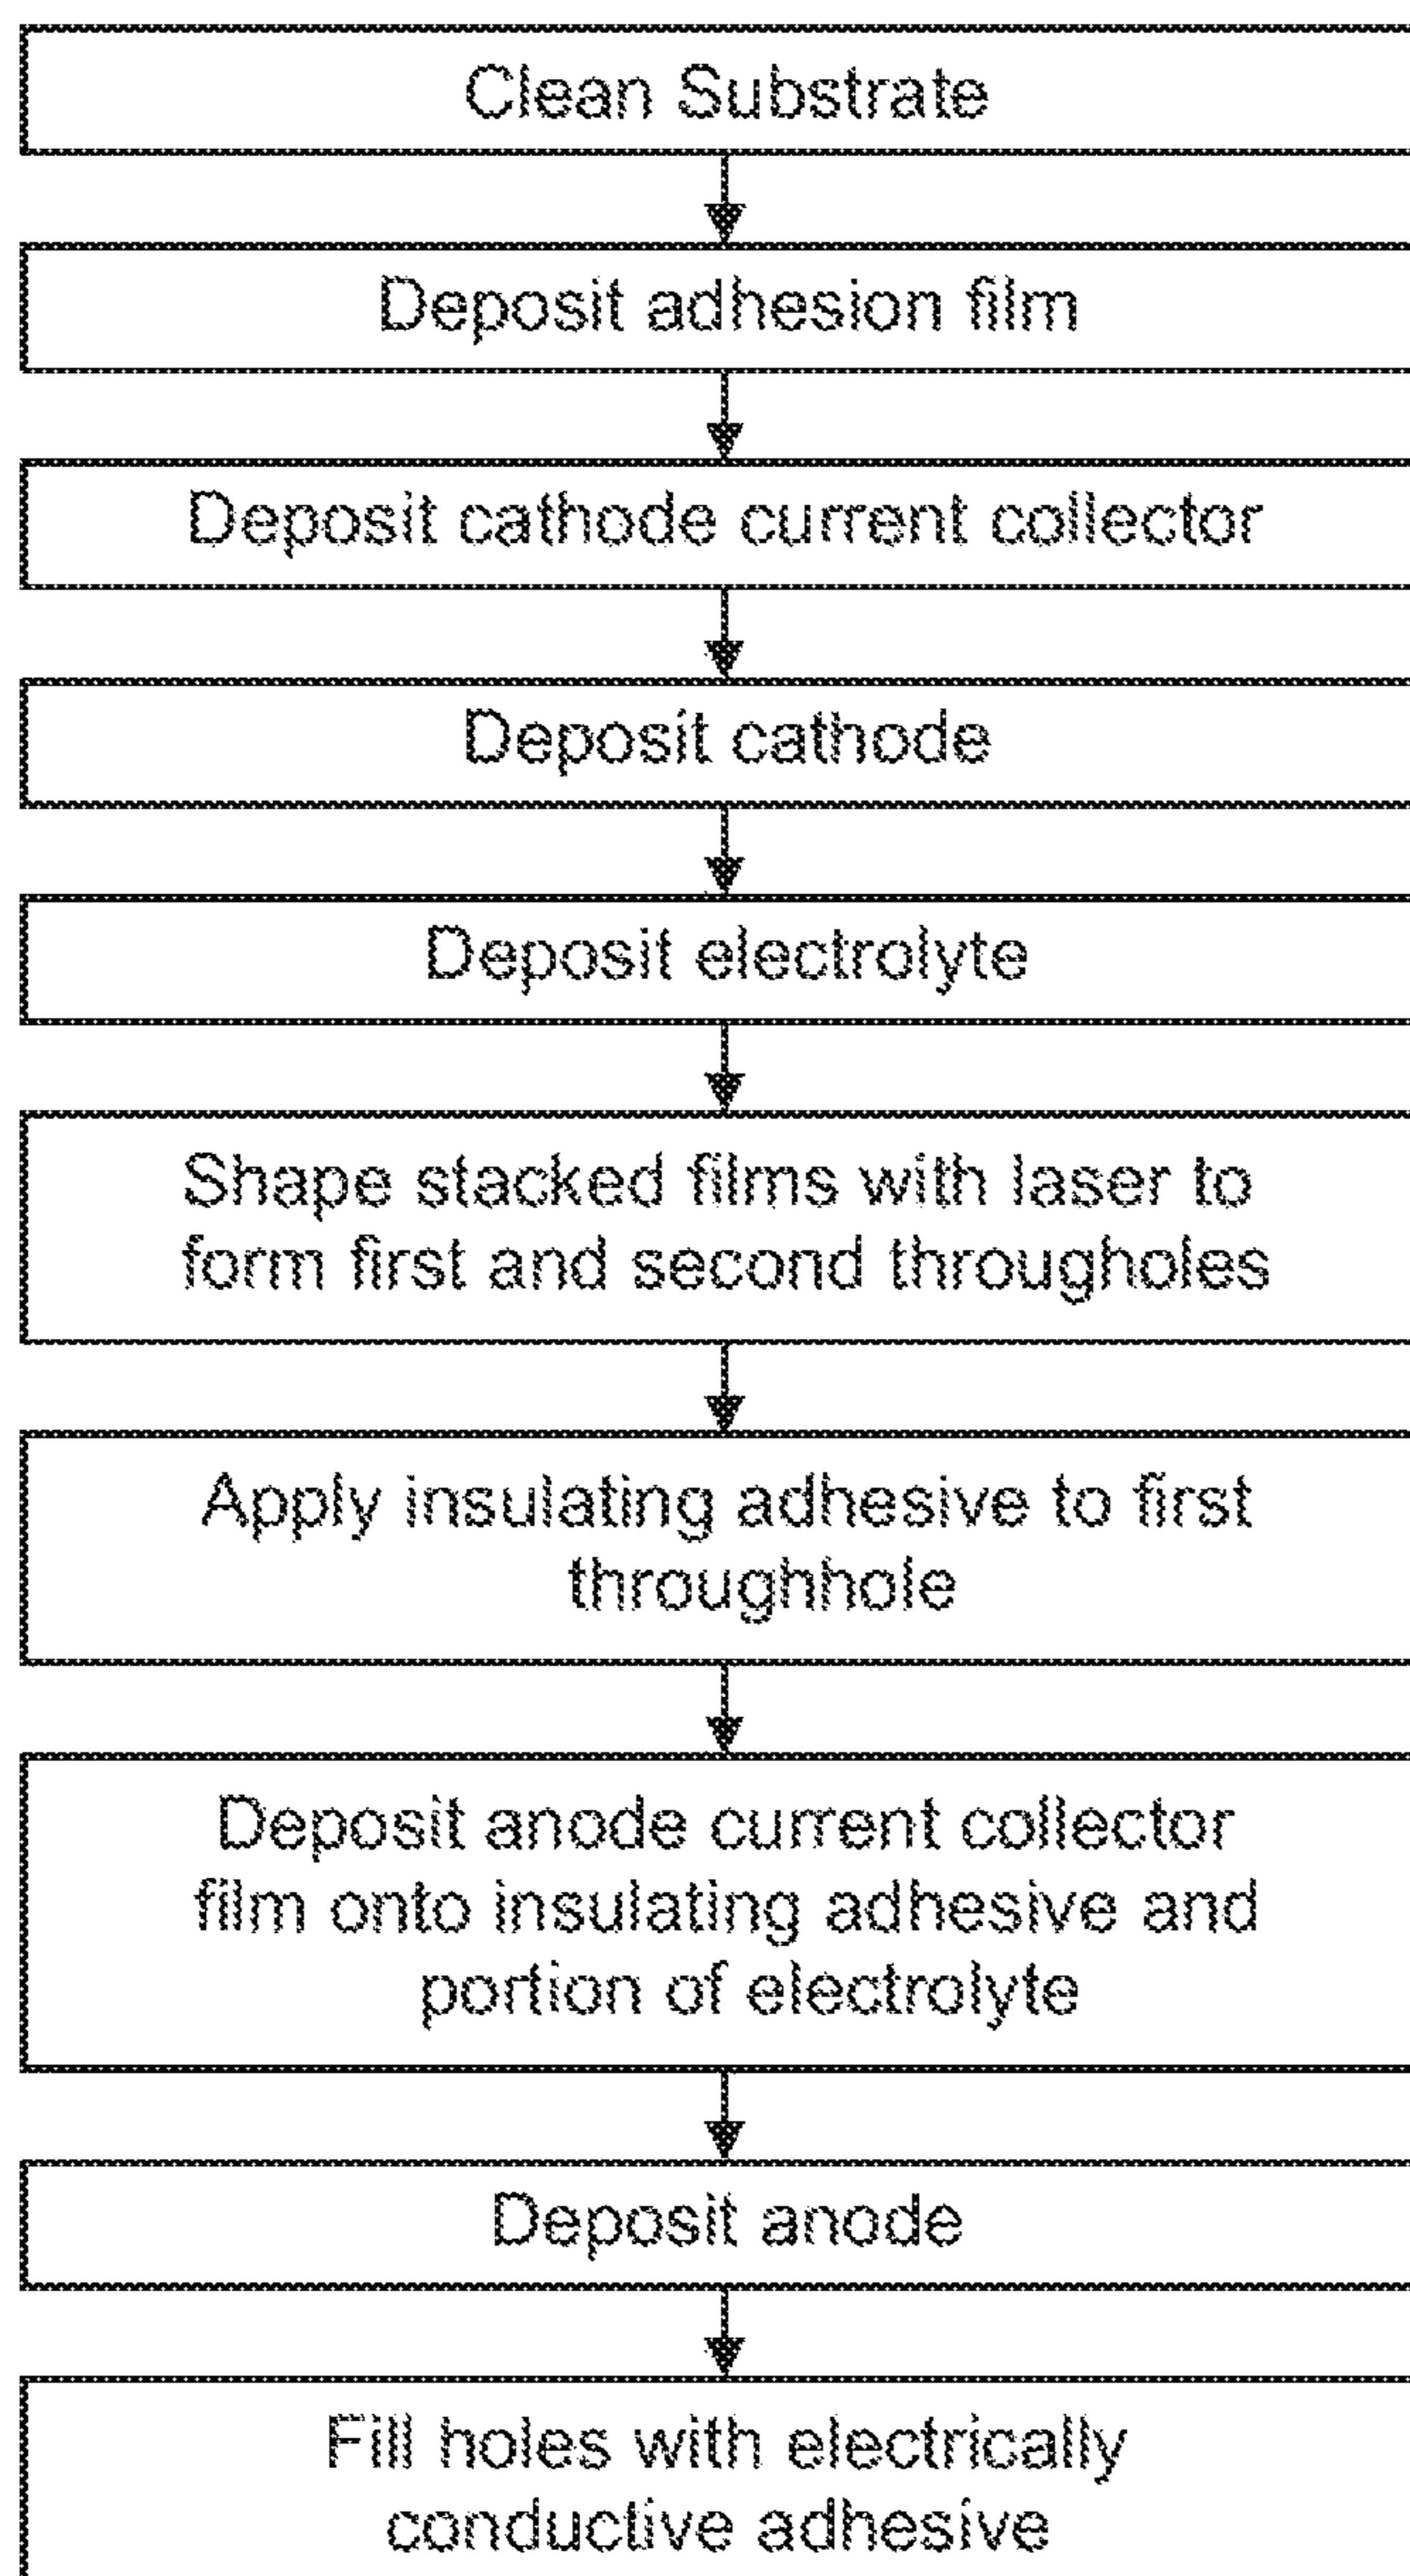 Clean Substrate
Deposit adhesion film
Deposit cathode current collector
Deposit cathode
Deposit electrolyte
Shape stacked films with laser to
form first and second througholes
Apply insulating adhesive to first
throughhole
Deposit anode current collector
film onto insulating adhesive and
portion of electrolyte
Deposit anode
Fill holes with electrically
conductive adhesive